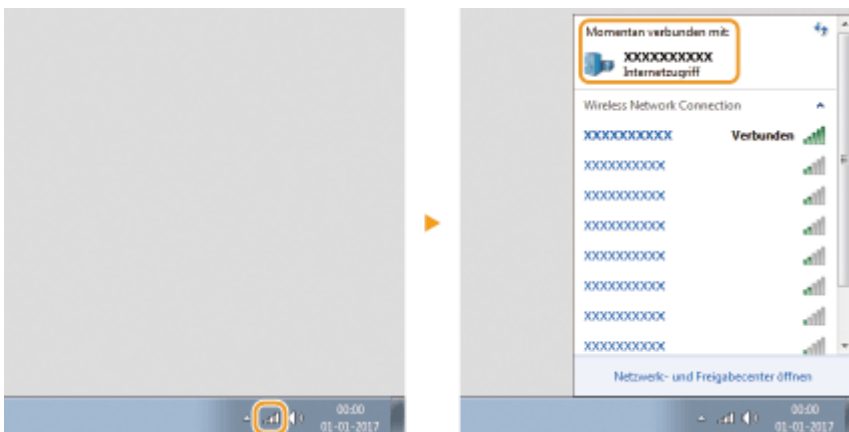 00:00
01-01-2017
Momentan verbunden mit:
XXXXXXXXXX
Internetzugriff
Wireless Network Connection
XXXXXXXXXX Verbunden
XXXXXXXXXX
XXXXXXXXXX
XXXXXXXXXX
XXXXXXXXXX
XXXXXXXXXX
XXXXXXXXXX
XXXXXXXXXX
Netzwerk- und Freigabecenter öffnen
00:00
01-01-2017